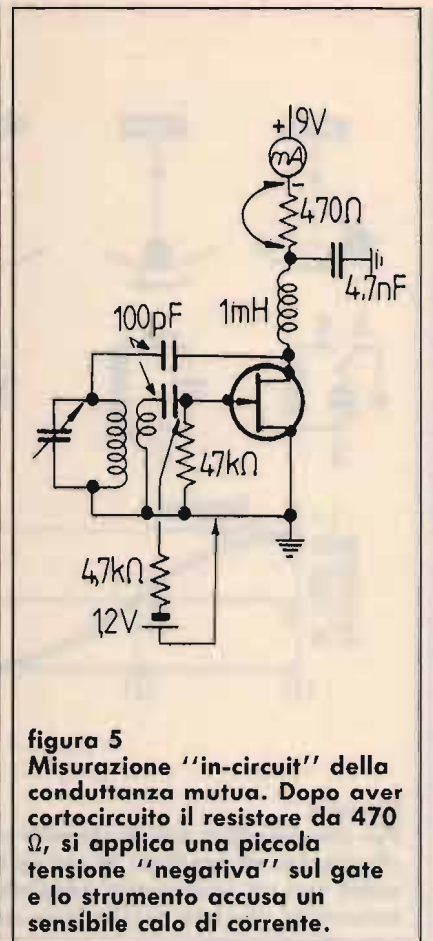 +9V
mA
-
470Ω
4.7nF
1mH
100pF
47kΩ
4,7kΩ
1,2V
figura 5
Misurazione "in-circuit" della
conduttanza mutua. Dopo aver
cortocircuito il resistore da 470
Ω, si applica una piccola
tensione "negativa" sul gate
e lo strumento accusa un
sensibile calo di corrente.